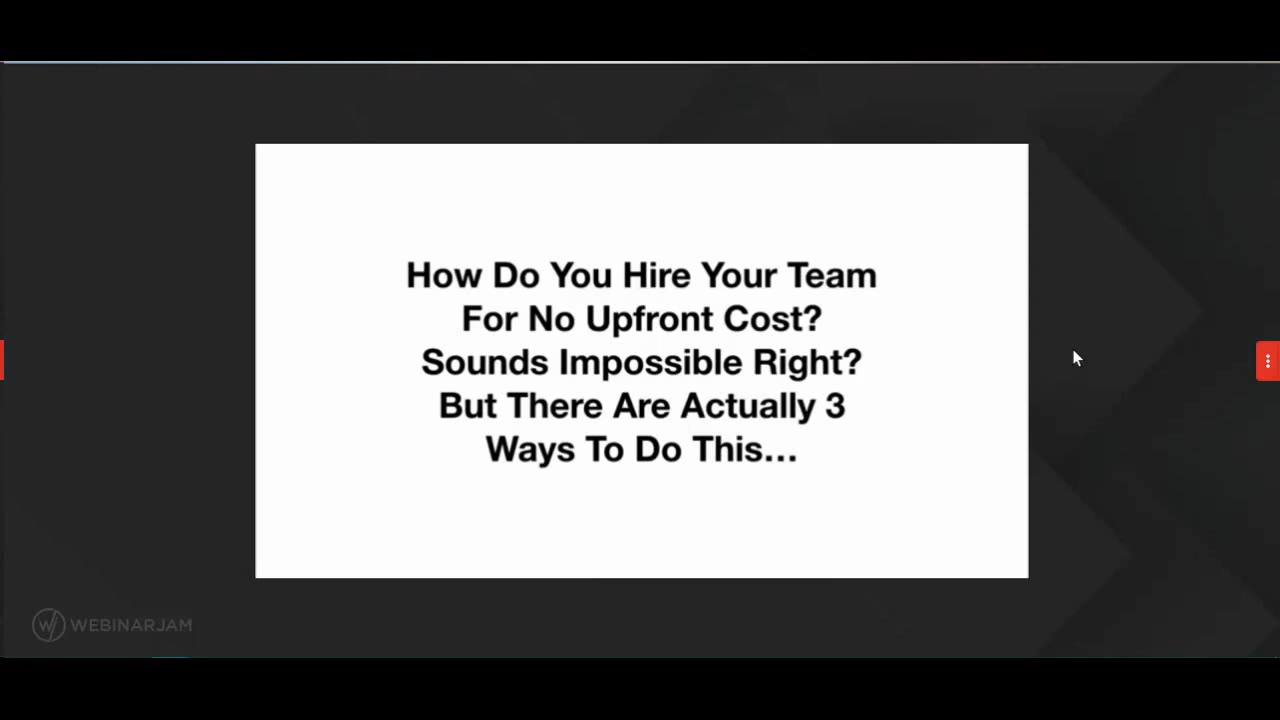 How Do You Hire Your Team
For No Upfront Cost?
Sounds Impossible Right?
But There Are Actually 3
Ways To Do This...
WEBINARJAM